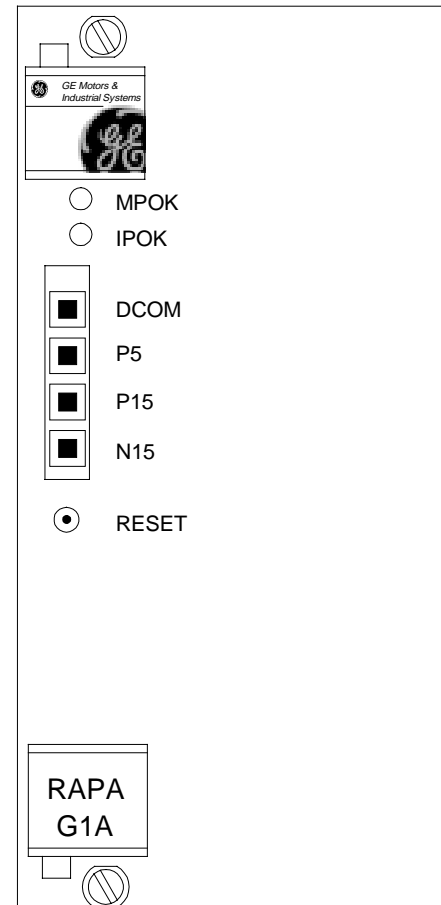 GE Motors &
Industrial Systems
MPOK
IPOK
DCOM
P5
P15
N15
RESET
RAPA
G1A